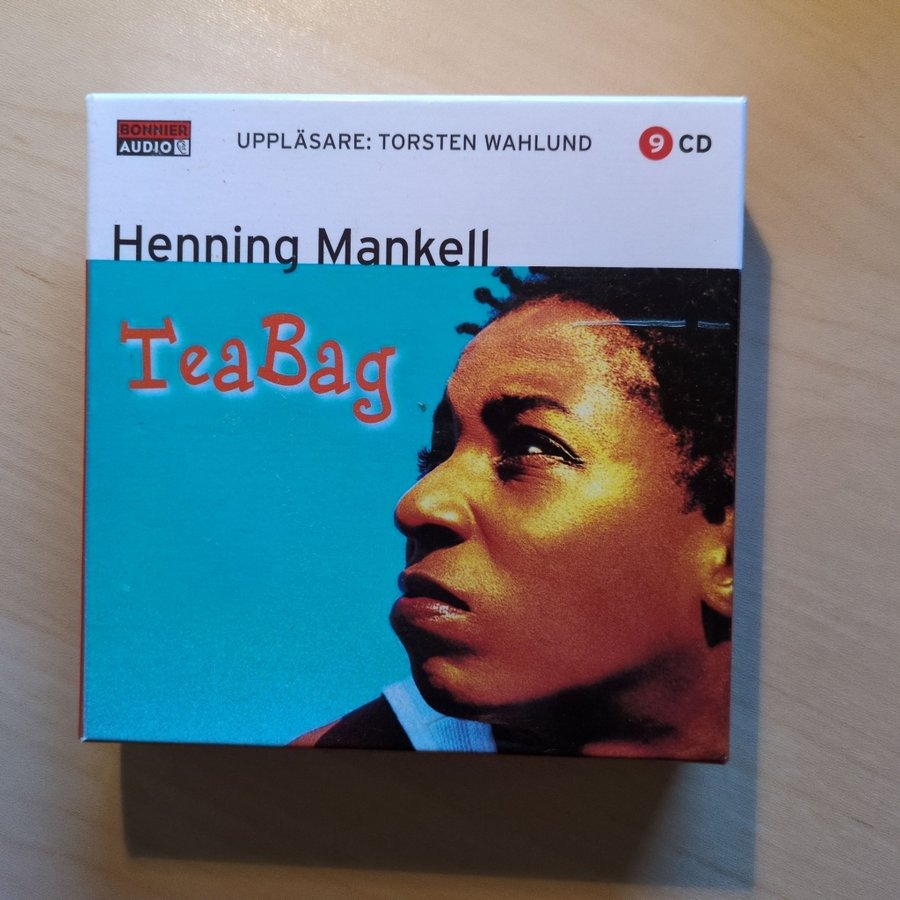 BONNIER
AUDIO
UPPLÄSARE: TORSTEN WAHLUND
9 CD
Henning Mankell
TeaBag